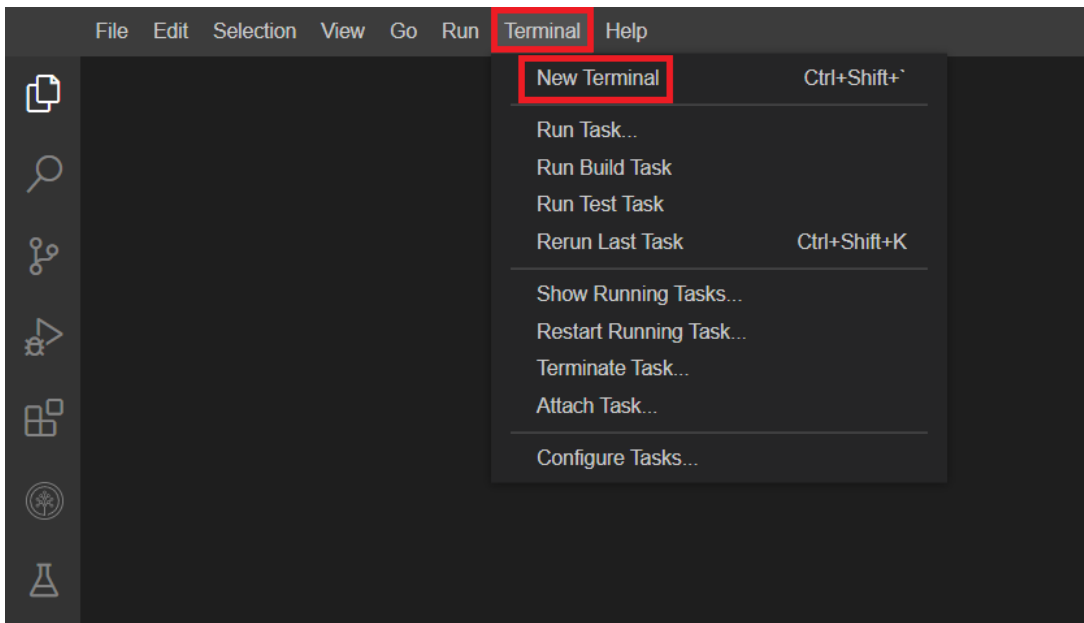 File Edit Selection View Go Run Terminal Help
New Terminal Ctrl+Shift+`
Run Task...
Run Build Task
Run Test Task
Rerun Last Task Ctrl+Shift+K
Show Running Tasks...
Restart Running Task...
Terminate Task...
Attach Task...
Configure Tasks...